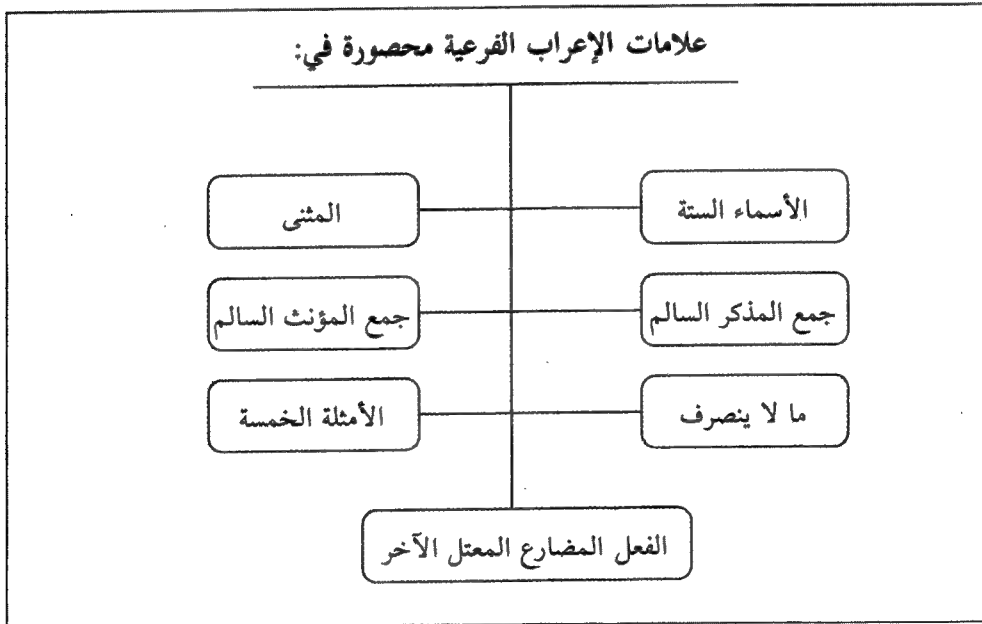 علامات الإعراب الفرعية محصورة في:
الأسماء الستة
المثنى
جمع المذكر السالم
جمع المؤنث السالم
ما لا ينصرف
الأمثلة الخمسة
الفعل المضارع المعتل الآخر